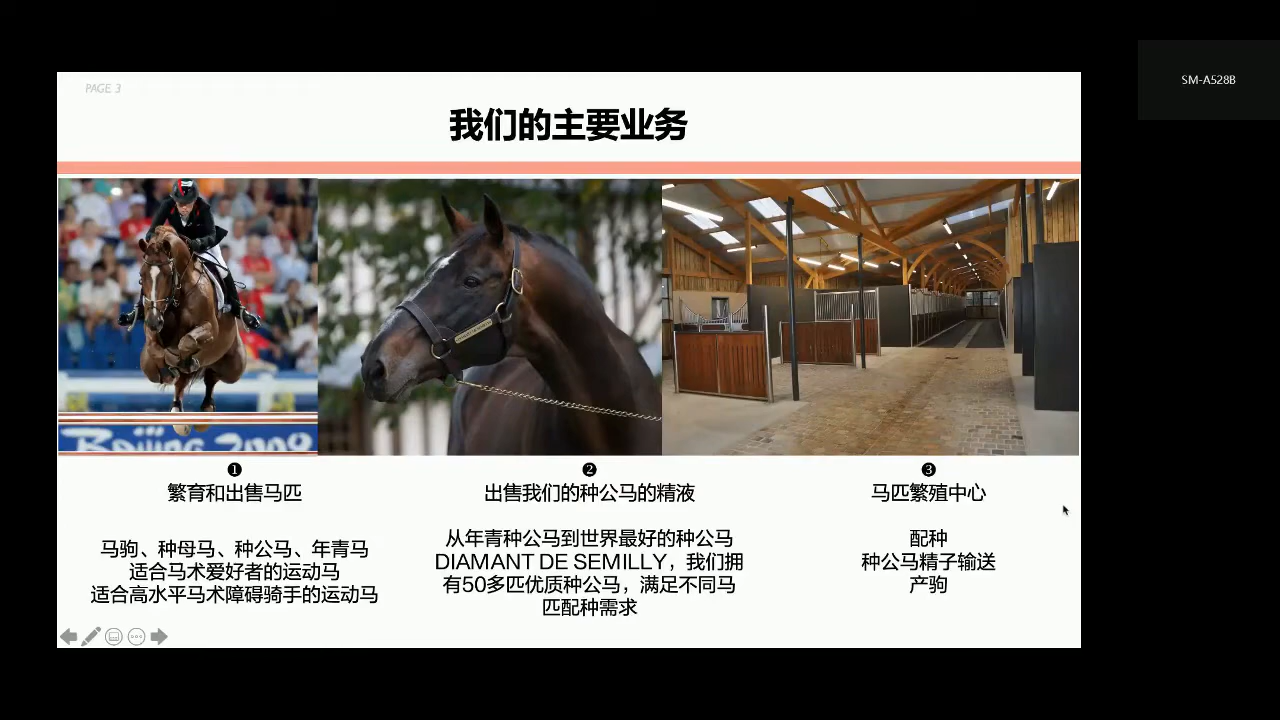 PAGE 3
SM-A528B
我们的主要业务
Beijing 2008
❶
繁育和出售马匹
马驹、种母马、种公马、年青马
适合马术爱好者的运动马
适合高水平马术障碍骑手的运动马
❷
出售我们的种公马的精液
从年青种公马到世界最好的种公马
DIAMANT DE SEMILLY，我们拥
有50多匹优质种公马，满足不同马
匹配种需求
❸
马匹繁殖中心
配种
种公马精子输送
产驹